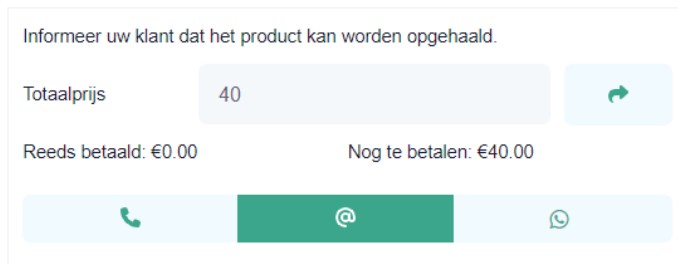 Informeer uw klant dat het product kan worden opgehaald.
Totaalprijs 40
Reeds betaald: €0.00 Nog te betalen: €40.00
@